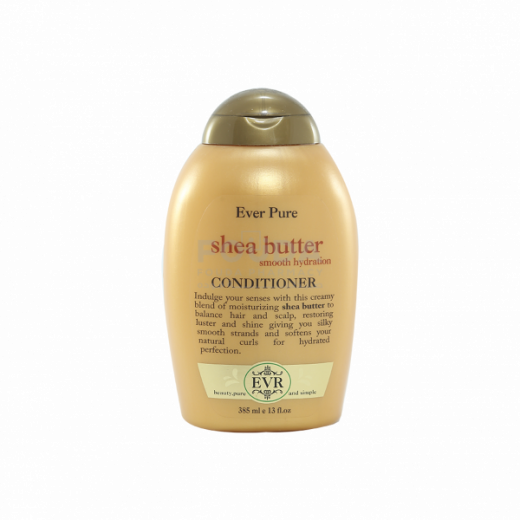 Ever Pure
shea butter
smooth hydration
CONDITIONER
Indulge your senses with this creamy
blend of moisturizing shea butter to
balance hair and scalp, restoring
luster and shine giving you silky
smooth strands and softens your
natural curls for hydrated
perfection.
EVR
beauty,pure and simple
385 ml e 13 fl.oz